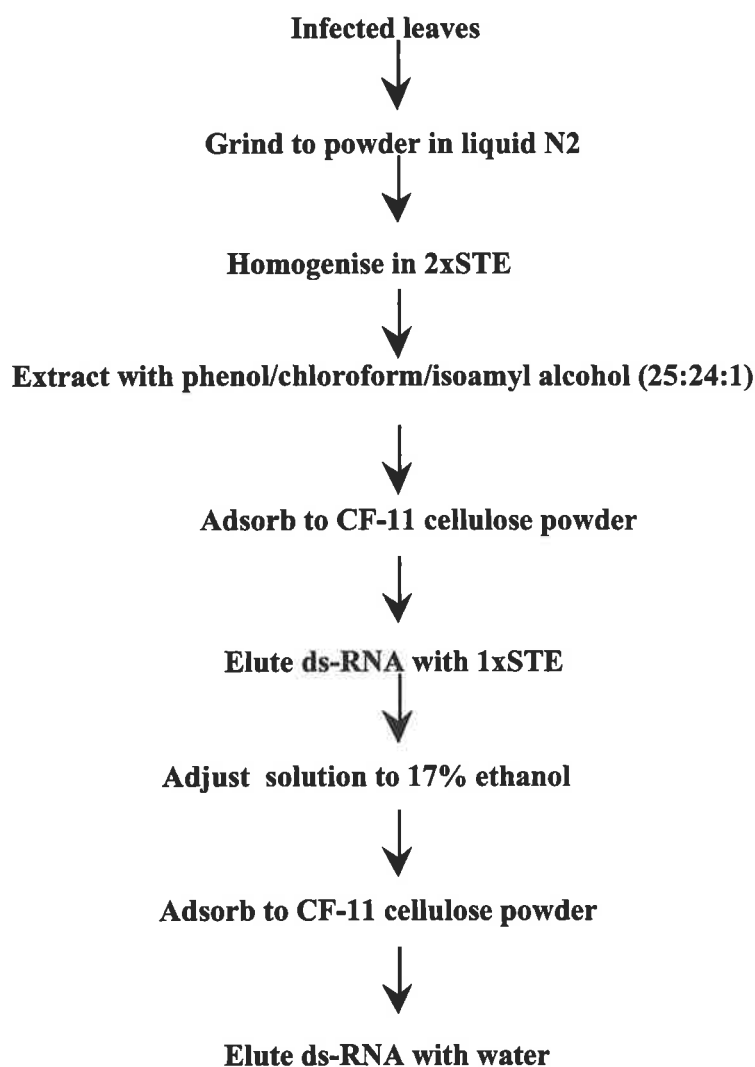 Infected leaves
Grind to powder in liquid N2
Homogenise in 2xSTE
Extract with phenol/chloroform/isoamyl alcohol (25:24:1)
Adsorb to CF-11 cellulose powder
Elute ds-RNA with 1xSTE
Adjust solution to 17% ethanol
Adsorb to CF-11 cellulose powder
Elute ds-RNA with water